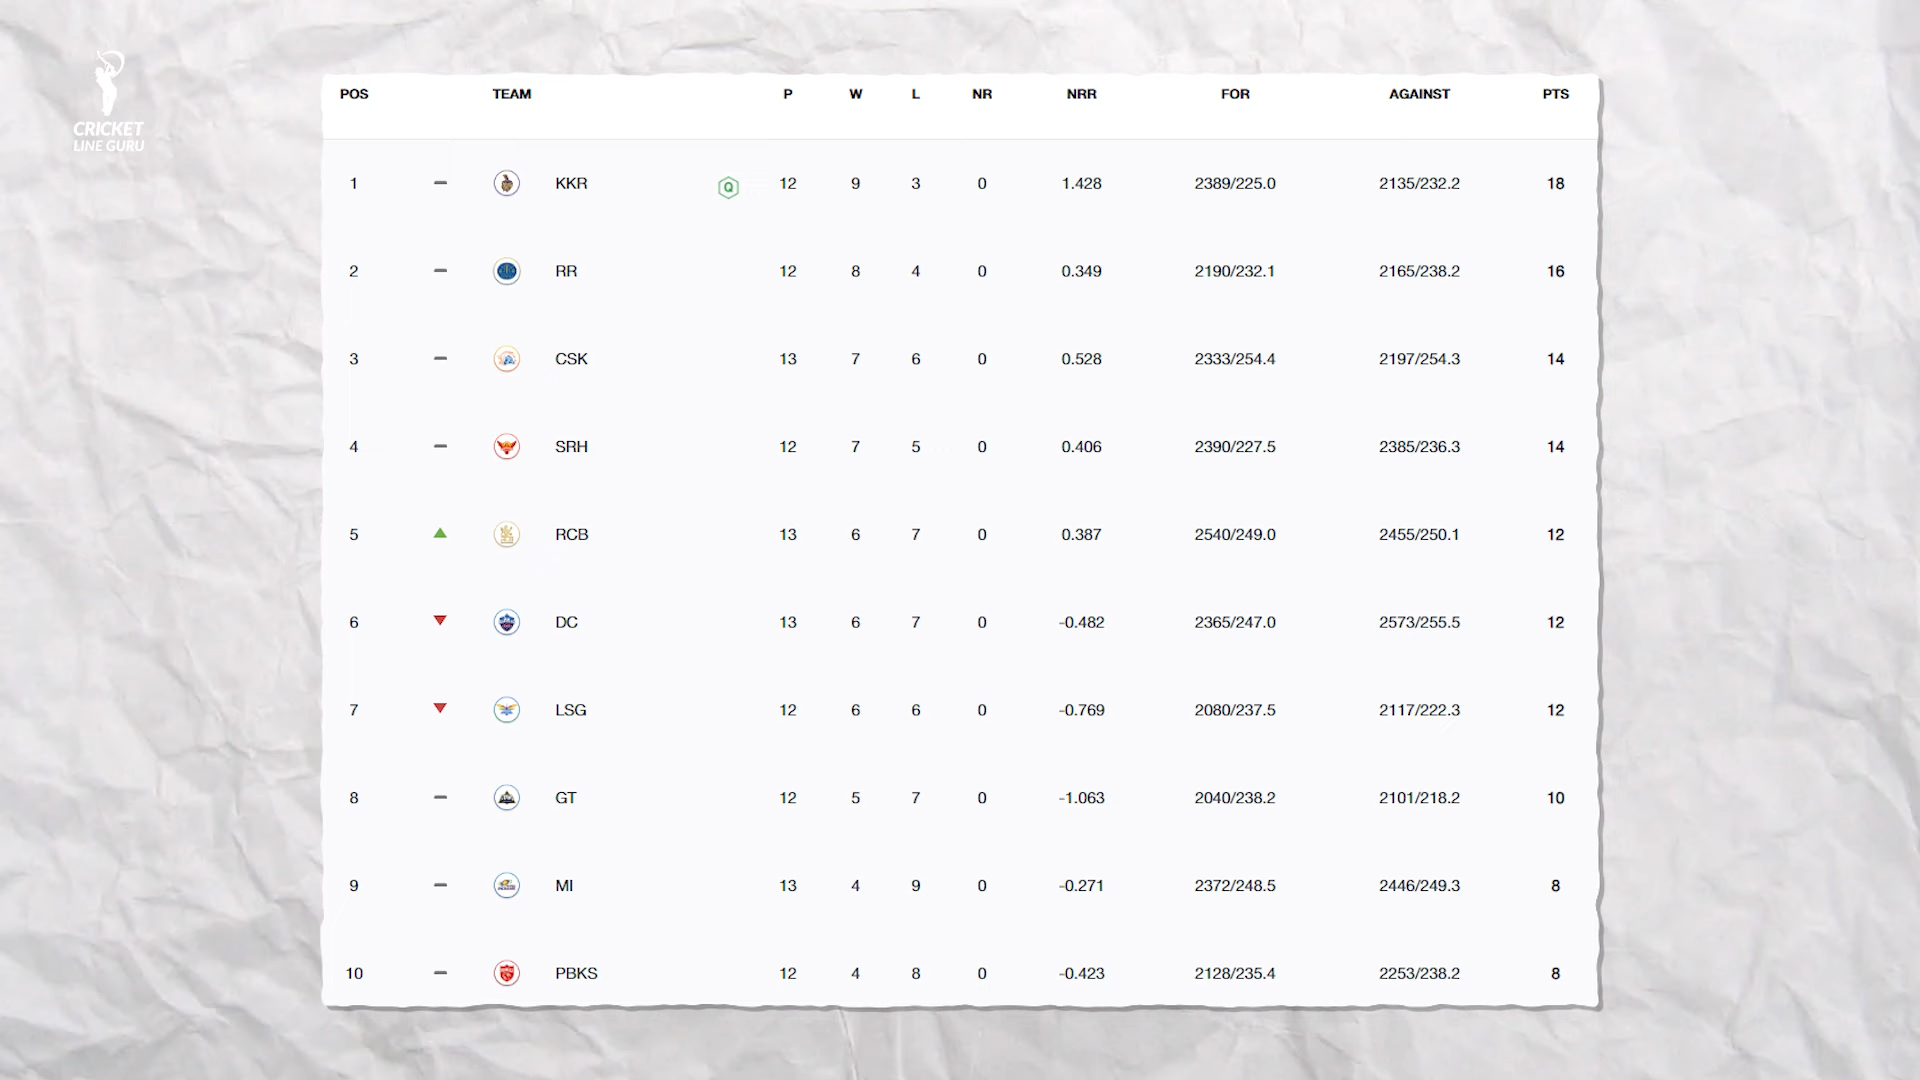 CRICKET
LINE GURU
POS TEAM P W L NR NRR FOR AGAINST PTS
1 KKR Q 12 9 3 0 1.428 2389/225.0 2135/232.2 18
2 RR 12 8 4 0 0.349 2190/232.1 2165/238.2 16
3 CSK 13 7 6 0 0.528 2333/254.4 2197/254.3 14
4 SRH 12 7 5 0 0.406 2390/227.5 2385/236.3 14
5 RCB 13 6 7 0 0.387 2540/249.0 2455/250.1 12
6 DC 13 6 7 0 -0.482 2365/247.0 2573/255.5 12
7 LSG 12 6 6 0 -0.769 2080/237.5 2117/222.3 12
8 GT 12 5 7 0 -1.063 2040/238.2 2101/218.2 10
9 MI 13 4 9 0 -0.271 2372/248.5 2446/249.3 8
10 PBKS 12 4 8 0 -0.423 2128/235.4 2253/238.2 8